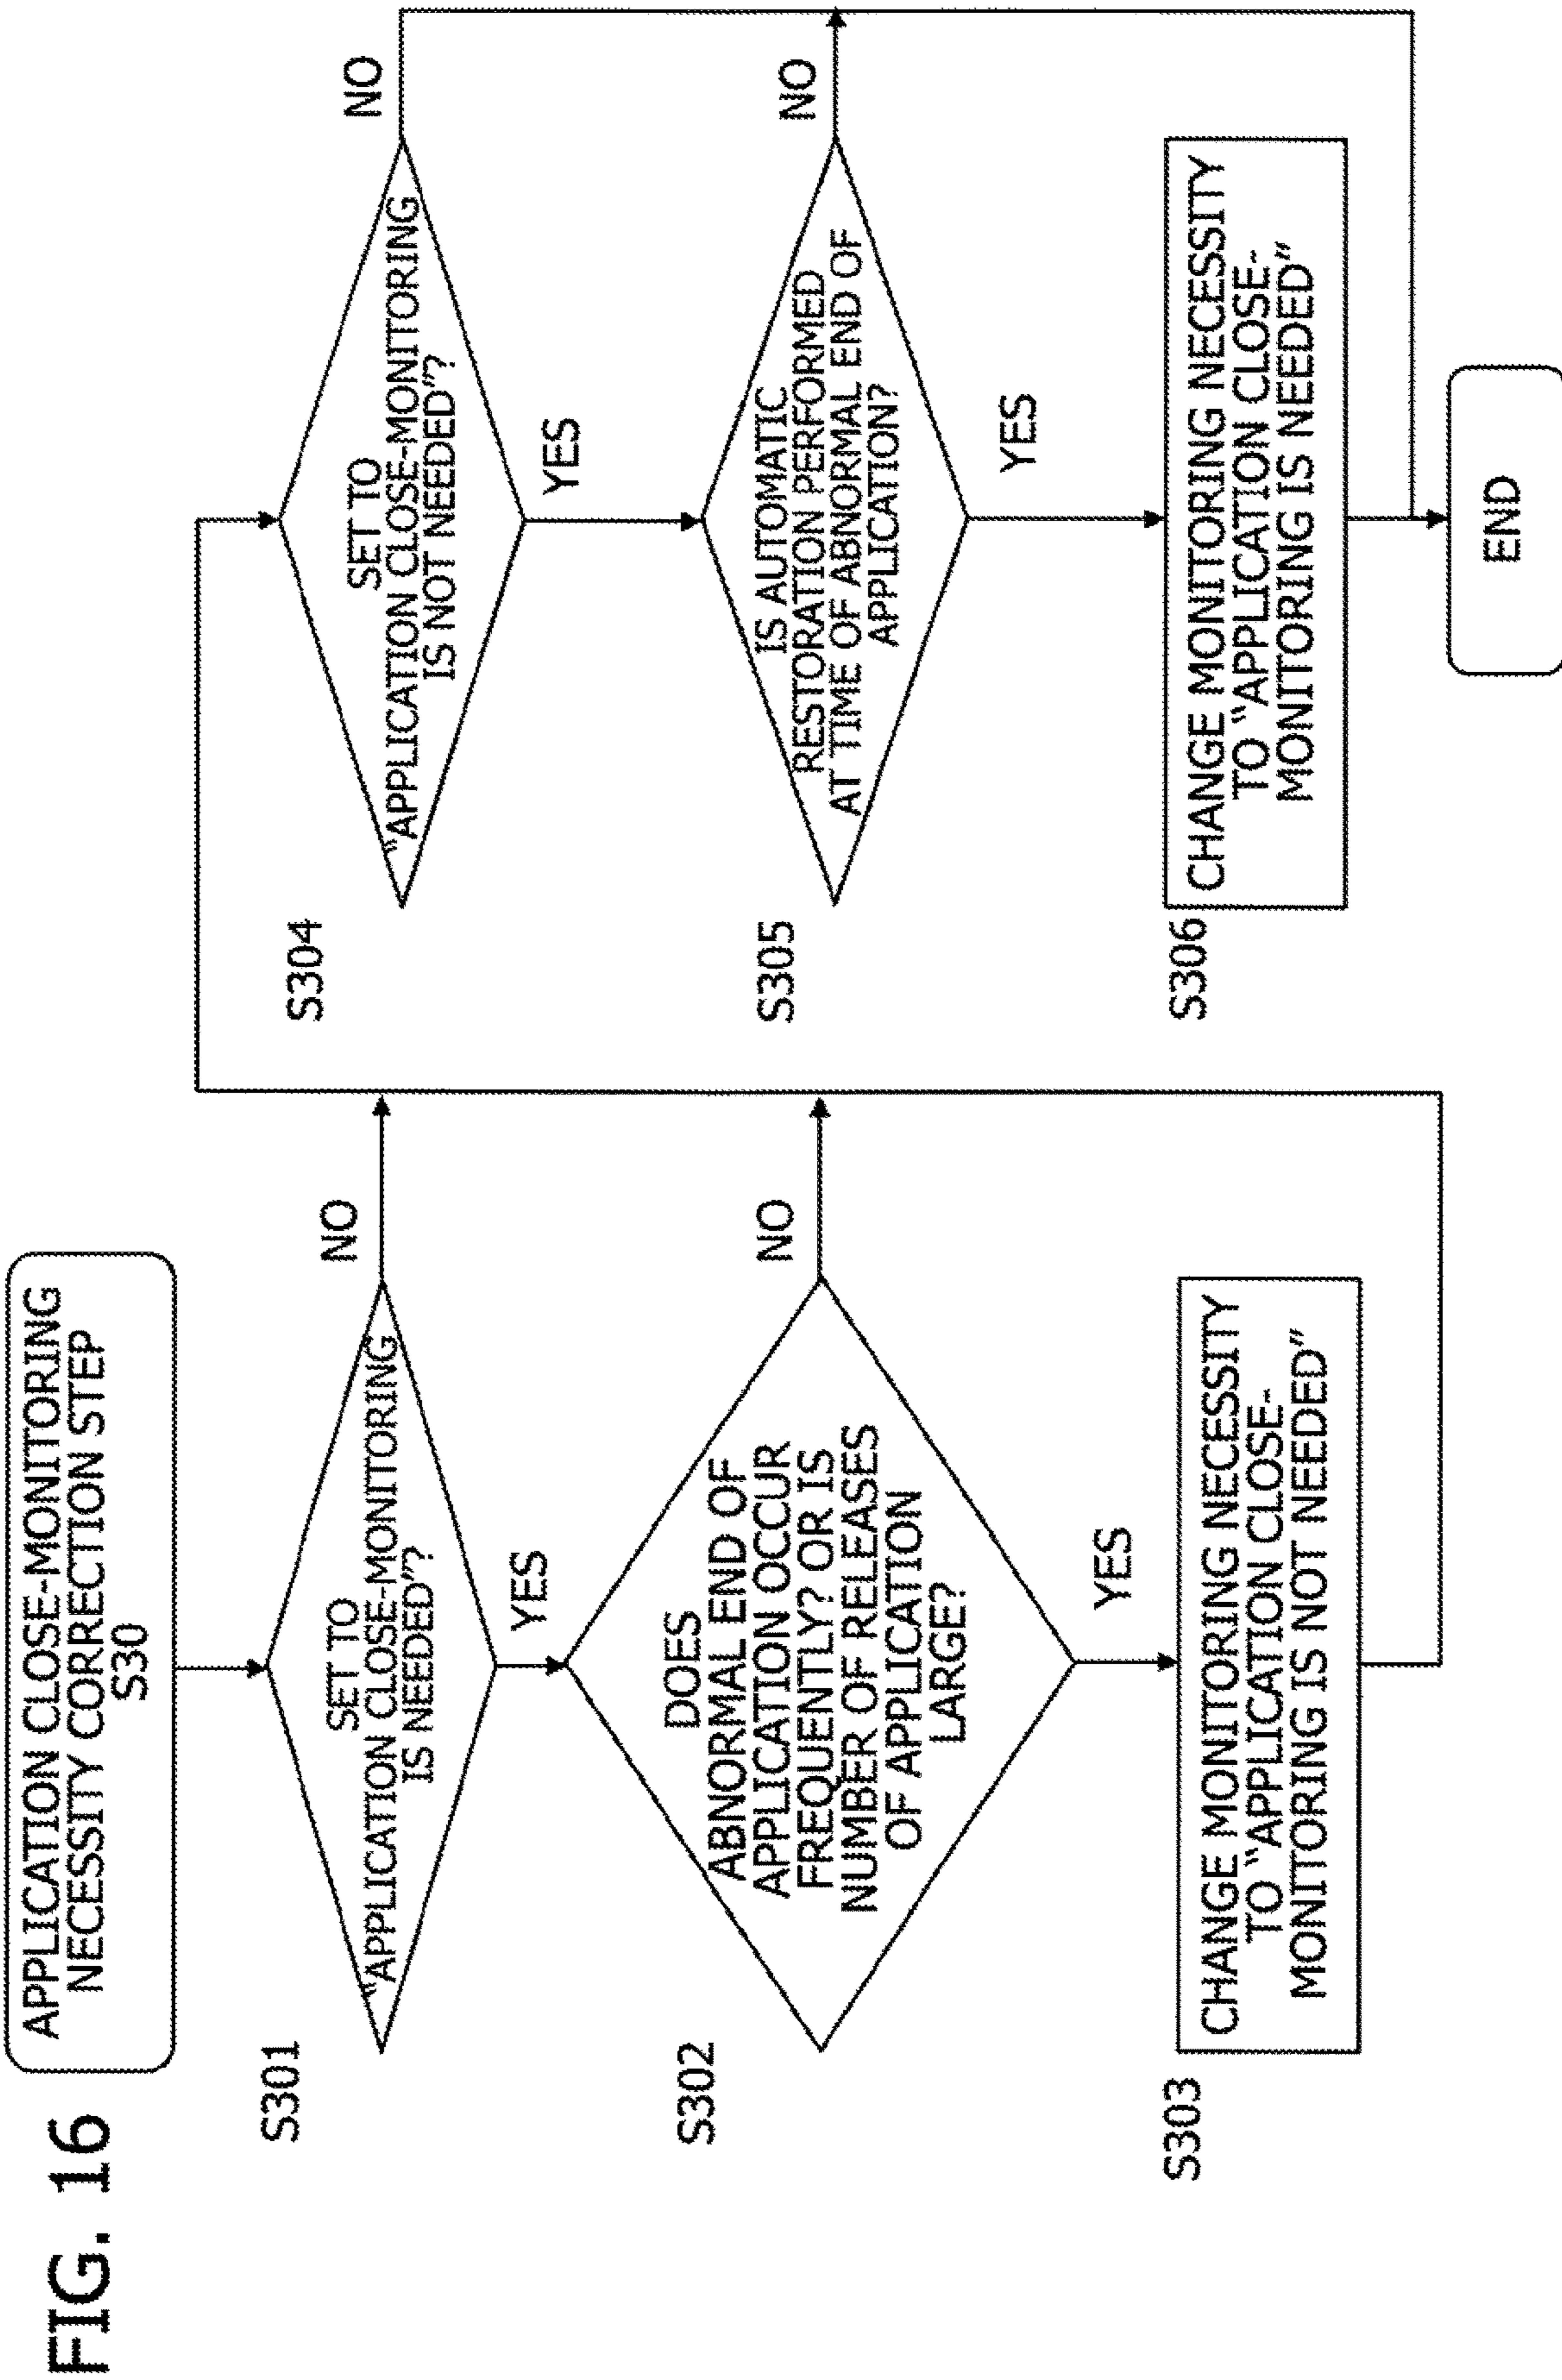 FIG. 16
APPLICATION CLOSE-MONITORING
NECESSITY CORRECTION STEP
S30
S301
SET TO
“APPLICATION CLOSE-MONITORING
IS NEEDED”?
NO
YES
S302
DOES
ABNORMAL END OF
APPLICATION OCCUR
FREQUENTLY? OR IS
NUMBER OF RELEASES
OF APPLICATION
LARGE?
NO
YES
S303
CHANGE MONITORING NECESSITY
TO “APPLICATION CLOSE-
MONITORING IS NOT NEEDED”
S304
SET TO
“APPLICATION CLOSE-MONITORING
IS NOT NEEDED”?
NO
YES
S305
IS AUTOMATIC
RESTORATION PERFORMED
AT TIME OF ABNORMAL END OF
APPLICATION?
NO
YES
S306
CHANGE MONITORING NECESSITY
TO “APPLICATION CLOSE-
MONITORING IS NEEDED”
END